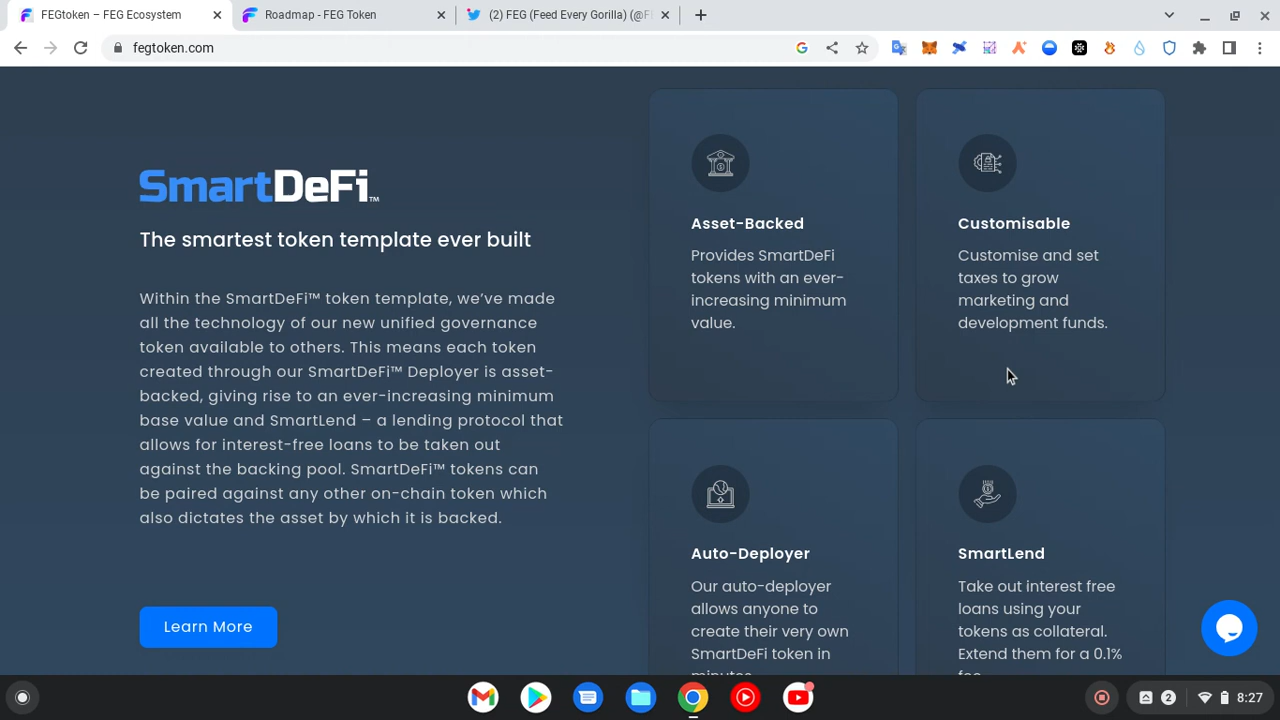 FEGtoken – FEG Ecosystem
Roadmap - FEG Token
(2) FEG (Feed Every Gorilla) (@F
fegtoken.com
SmartDeFi™
The smartest token template ever built
Within the SmartDeFi™ token template, we've made
all the technology of our new unified governance
token available to others. This means each token
created through our SmartDeFi™ Deployer is asset-
backed, giving rise to an ever-increasing minimum
base value and SmartLend – a lending protocol that
allows for interest-free loans to be taken out
against the backing pool. SmartDeFi™ tokens can
be paired against any other on-chain token which
also dictates the asset by which it is backed.
Learn More
Asset-Backed
Provides SmartDeFi
tokens with an ever-
increasing minimum
value.
Customisable
Customise and set
taxes to grow
marketing and
development funds.
Auto-Deployer
Our auto-deployer
allows anyone to
create their very own
SmartDeFi token in
minutes.
SmartLend
Take out interest free
loans using your
tokens as collateral.
Extend them for a 0.1%
fee.
2
8:27